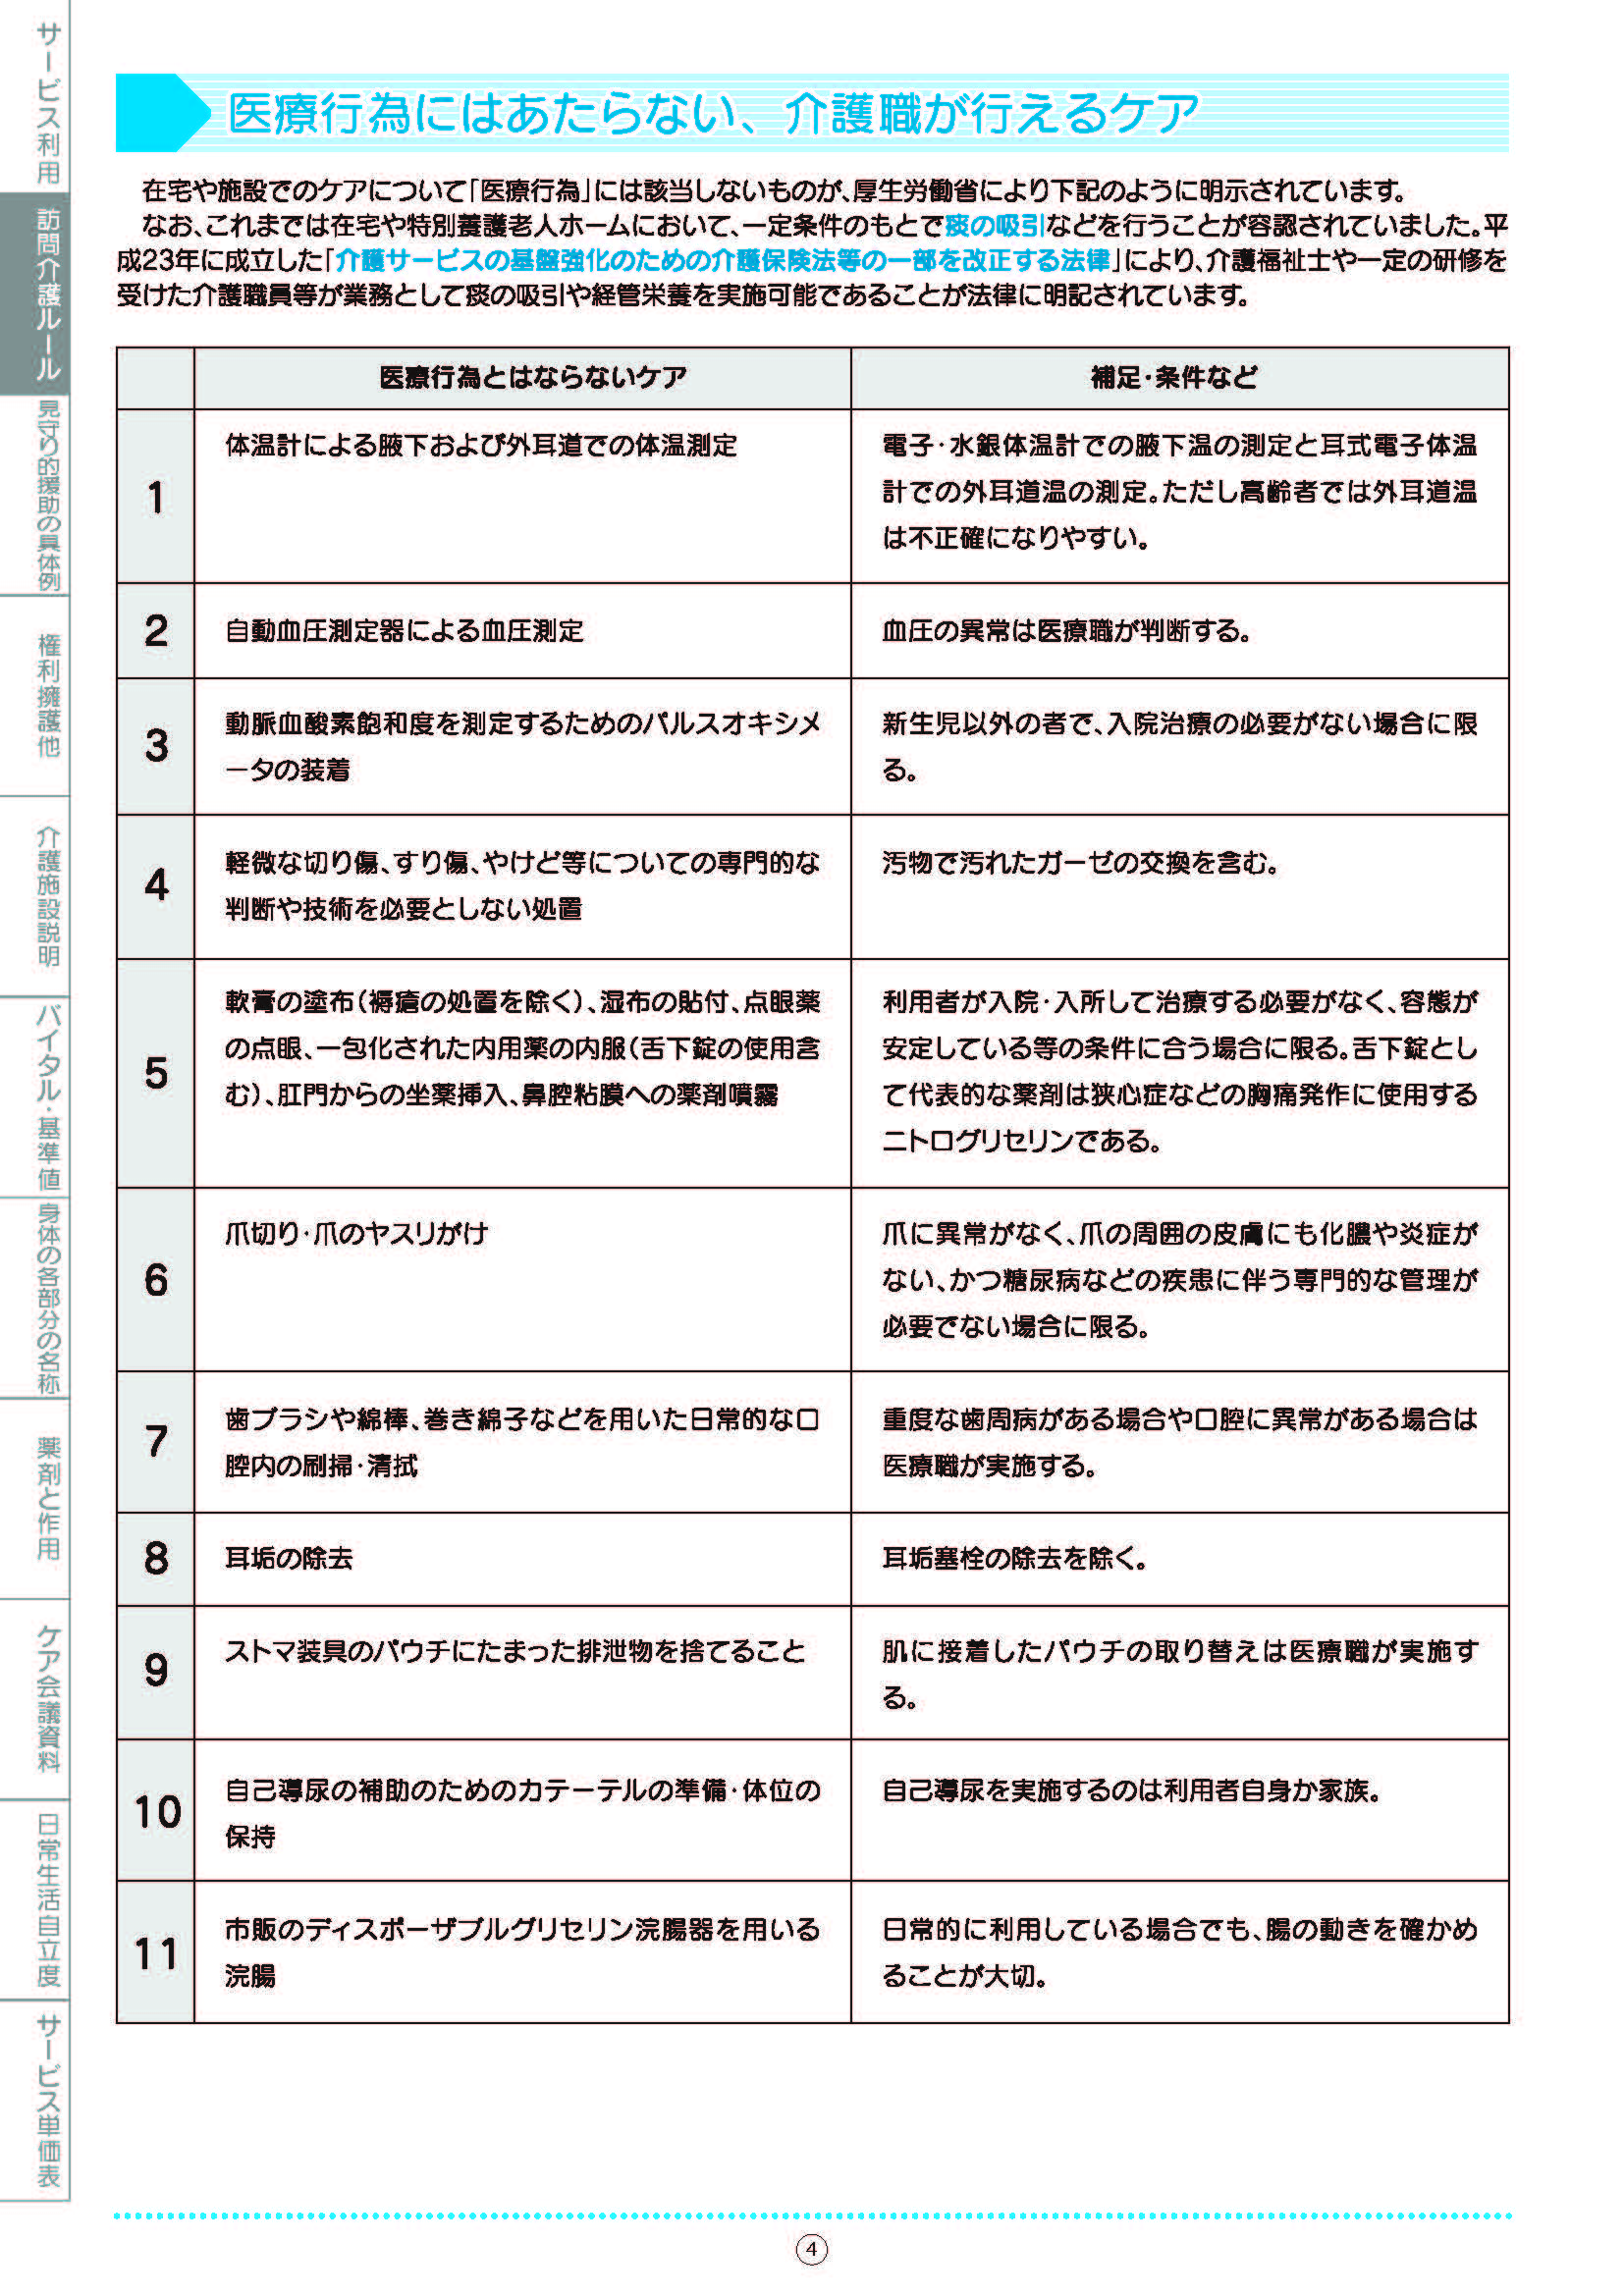 サービス利用
訪問介護ルール
見守り的援助の具体例
権利擁護他
介護施設説明
バイタル・基準値
身体の各部分の名称
薬剤と作用
ケア会議資料
日常生活自立度
サービス単価表
医療行為にはあたらない、介護職が行えるケア
在宅や施設でのケアについて「医療行為」には該当しないものが、厚生労働省により下記のように明示されています。
なお、これまでは在宅や特別養護老人ホームにおいて、一定条件のもとで痰の吸引などを行うことが容認されていました。平
成23年に成立した「介護サービスの基盤強化のための介護保険法等の一部を改正する法律」により、介護福祉士や一定の研修を
受けた介護職員等が業務として痰の吸引や経管栄養を実施可能であることが法律に明記されています。
医療行為とはならないケア
補足・条件など
1
体温計による腋下および外耳道での体温測定
電子・水銀体温計での腋下温の測定と耳式電子体温
計での外耳道温の測定。ただし高齢者では外耳道温
は不正確になりやすい。
2
自動血圧測定器による血圧測定
血圧の異常は医療職が判断する。
3
動脈血酸素飽和度を測定するためのパルスオキシメ
ータの装着
新生児以外の者で、入院治療の必要がない場合に限
る。
4
軽微な切り傷、すり傷、やけど等についての専門的な
判断や技術を必要としない処置
汚物で汚れたガーゼの交換を含む。
5
軟膏の塗布（褥瘡の処置を除く）、湿布の貼付、点眼薬
の点眼、一包化された内用薬の内服（舌下錠の使用含
む）、肛門からの坐薬挿入、鼻腔粘膜への薬剤噴霧
利用者が入院・入所して治療する必要がなく、容態が
安定している等の条件に合う場合に限る。舌下錠とし
て代表的な薬剤は狭心症などの胸痛発作に使用する
ニトログリセリンである。
6
爪切り・爪のヤスリがけ
爪に異常がなく、爪の周囲の皮膚にも化膿や炎症が
ない、かつ糖尿病などの疾患に伴う専門的な管理が
必要でない場合に限る。
7
歯ブラシや綿棒、巻き綿子などを用いた日常的な口
腔内の刷掃・清拭
重度な歯周病がある場合や口腔に異常がある場合は
医療職が実施する。
8
耳垢の除去
耳垢塞栓の除去を除く。
9
ストマ装具のパウチにたまった排泄物を捨てること
肌に接着したパウチの取り替えは医療職が実施す
る。
10
自己導尿の補助のためのカテーテルの準備・体位の
保持
自己導尿を実施するのは利用者自身か家族。
11
市販のディスポーザブルグリセリン浣腸器を用いる
浣腸
日常的に利用している場合でも、腸の動きを確かめ
ることが大切。
4